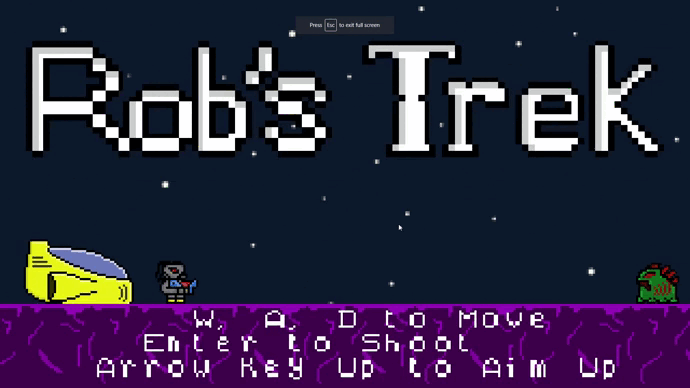 Press Esc to exit full screen
Rob's Trek
W, A, D to Move
Enter to Shoot
Arrow Key Up to Aim Up